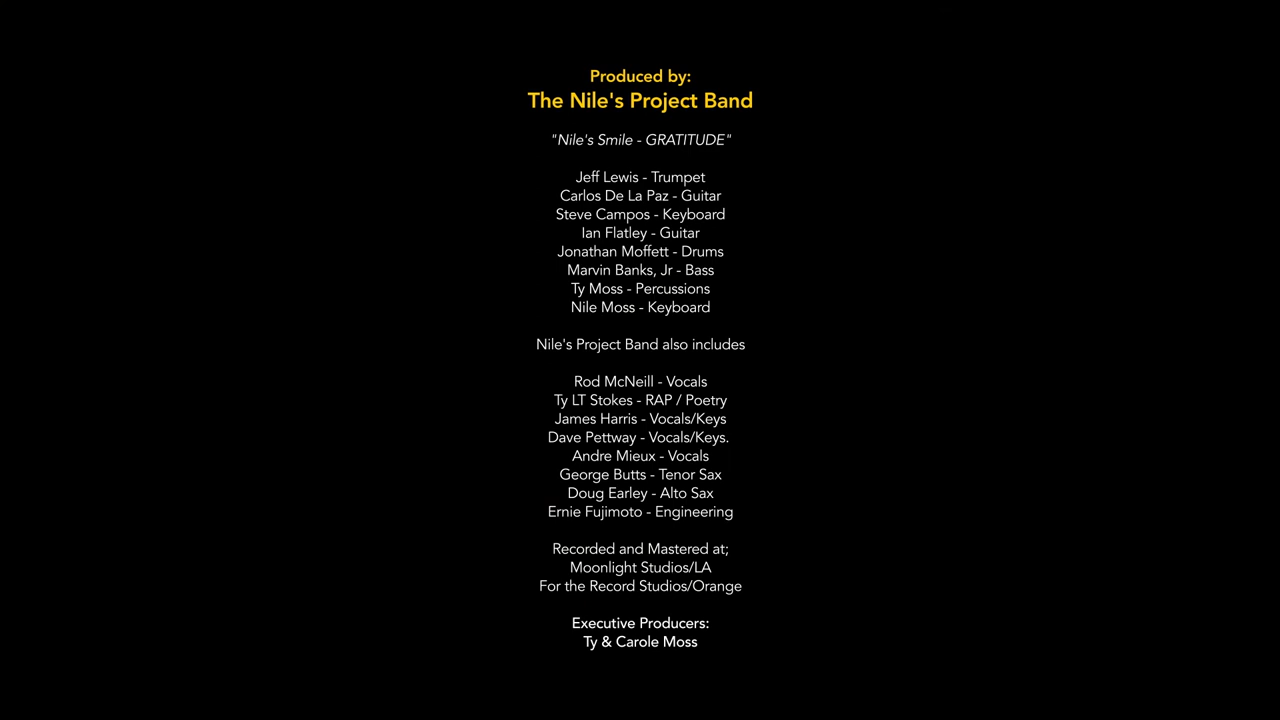 Produced by:
The Nile's Project Band
"Nile's Smile - GRATITUDE"
Jeff Lewis - Trumpet
Carlos De La Paz - Guitar
Steve Campos - Keyboard
Ian Flatley - Guitar
Jonathan Moffett - Drums
Marvin Banks, Jr - Bass
Ty Moss - Percussions
Nile Moss - Keyboard
Nile's Project Band also includes
Rod McNeill - Vocals
Ty LT Stokes - RAP / Poetry
James Harris - Vocals/Keys
Dave Pettway - Vocals/Keys.
Andre Mieux - Vocals
George Butts - Tenor Sax
Doug Earley - Alto Sax
Ernie Fujimoto - Engineering
Recorded and Mastered at;
Moonlight Studios/LA
For the Record Studios/Orange
Executive Producers:
Ty & Carole Moss